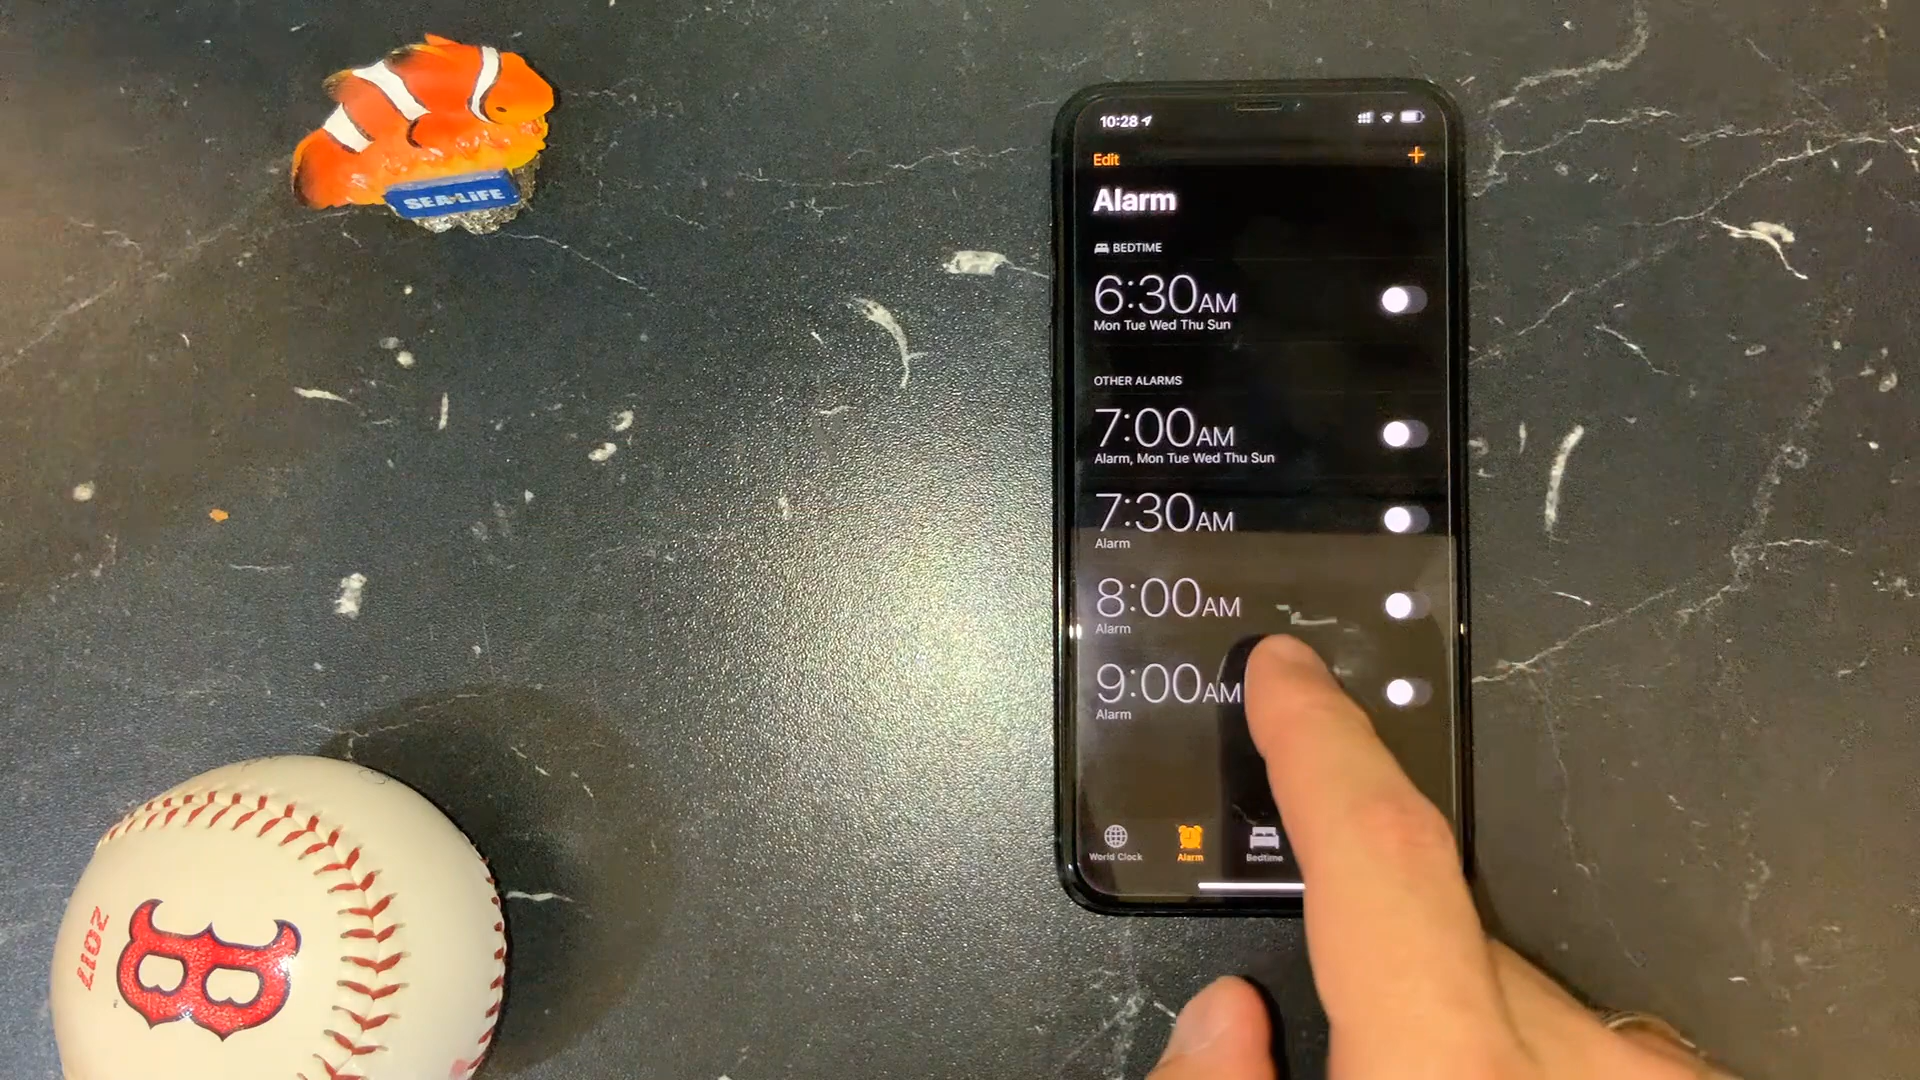 SEA LiFE
10:28
Edit
+
Alarm
BEDTIME
6:30AM
Mon Tue Wed Thu Sun
OTHER ALARMS
7:00AM
Alarm, Mon Tue Wed Thu Sun
7:30AM
Alarm
8:00AM
Alarm
9:00AM
Alarm
World Clock
Alarm
Bedtime
2017
B